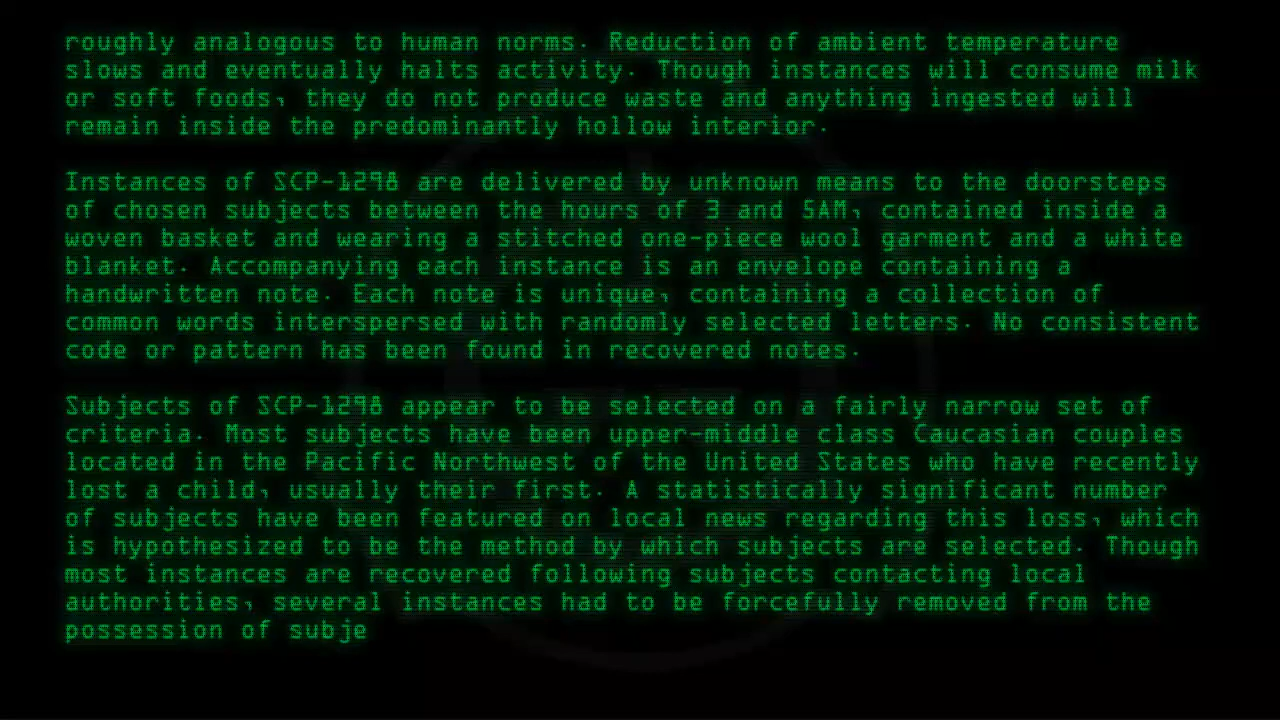 roughly analogous to human norms. Reduction of ambient temperature
slows and eventually halts activity. Though instances will consume milk
or soft foods, they do not produce waste and anything ingested will
remain inside the predominantly hollow interior.
Instances of SCP-1298 are delivered by unknown means to the doorsteps
of chosen subjects between the hours of 3 and 5AM, contained inside a
woven basket and wearing a stitched one-piece wool garment and a white
blanket. Accompanying each instance is an envelope containing a
handwritten note. Each note is unique, containing a collection of
common words interspersed with randomly selected letters. No consistent
code or pattern has been found in recovered notes.
Subjects of SCP-1298 appear to be selected on a fairly narrow set of
criteria. Most subjects have been upper-middle class Caucasian couples
located in the Pacific Northwest of the United States who have recently
lost a child, usually their first. A statistically significant number
of subjects have been featured on local news regarding this loss, which
is hypothesized to be the method by which subjects are selected. Though
most instances are recovered following subjects contacting local
authorities, several instances had to be forcefully removed from the
possession of subje